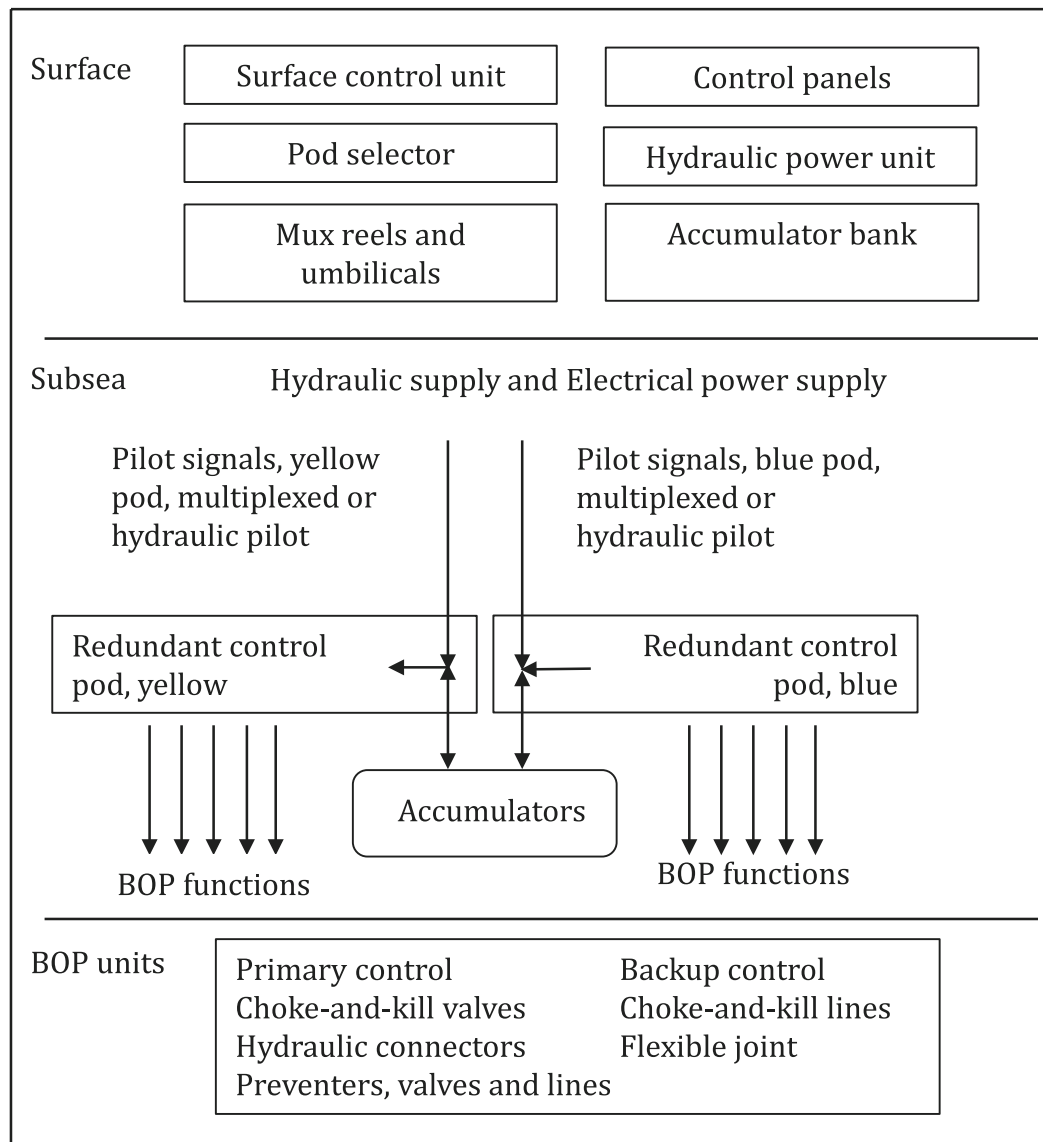 Surface
Surface control unit
Control panels
Pod selector
Hydraulic power unit
Mux reels and
umbilicals
Accumulator bank
Subsea
Hydraulic supply and Electrical power supply
Pilot signals, yellow
pod, multiplexed or
hydraulic pilot
Pilot signals, blue pod,
multiplexed or
hydraulic pilot
Redundant control
pod, yellow
Redundant control
pod, blue
Accumulators
BOP functions
BOP functions
BOP units
Primary control
Choke-and-kill valves
Hydraulic connectors
Preventers, valves and lines
Backup control
Choke-and-kill lines
Flexible joint